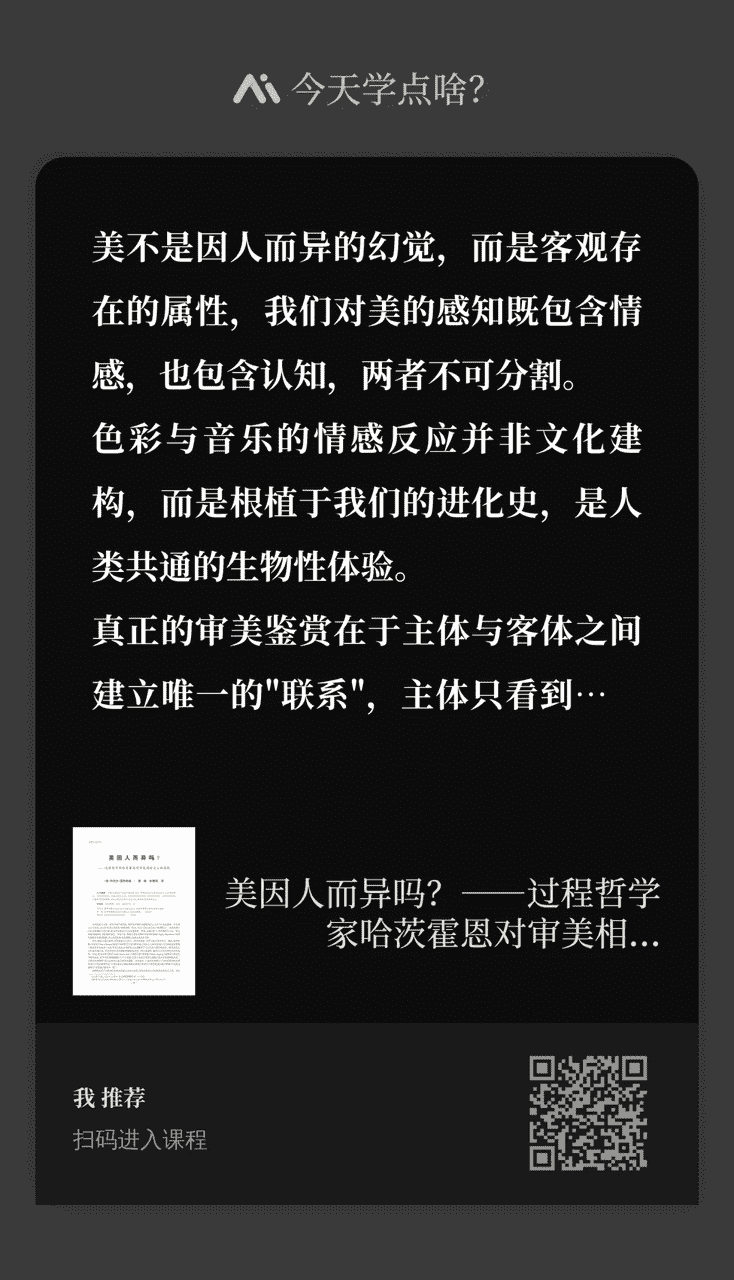 今天学点啥?
美不是因人而异的幻觉，而是客观存
在的属性，我们对美的感知既包含情
感，也包含认知，两者不可分割。
色彩与音乐的情感反应并非文化建
构，而是根植于我们的进化史，是人
类共通的生物性体验。
真正的审美鉴赏在于主体与客体之间
建立唯一的"联系"，主体只看到…
美因人而异吗?
美因人而异吗？——过程哲学
家哈茨霍恩对审美相...
我 推荐
扫码进入课程